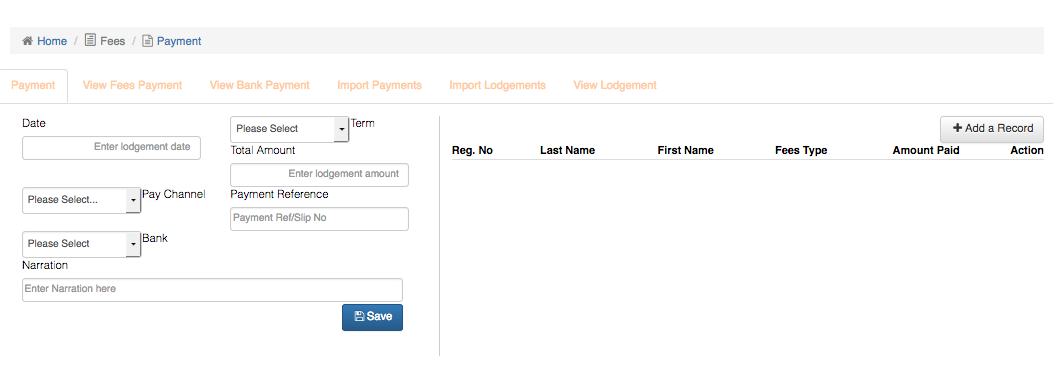 Home / Fees / Payment
Payment View Fees Payment View Bank Payment Import Payments Import Lodgements View Lodgement
Date
Enter lodgement date
Please Select Term
Total Amount
Enter lodgement amount
Please Select... Pay Channel
Payment Reference
Payment Ref/Slip No
Please Select Bank
Narration
Enter Narration here
Save
Add a Record
Reg. No Last Name First Name Fees Type Amount Paid Action